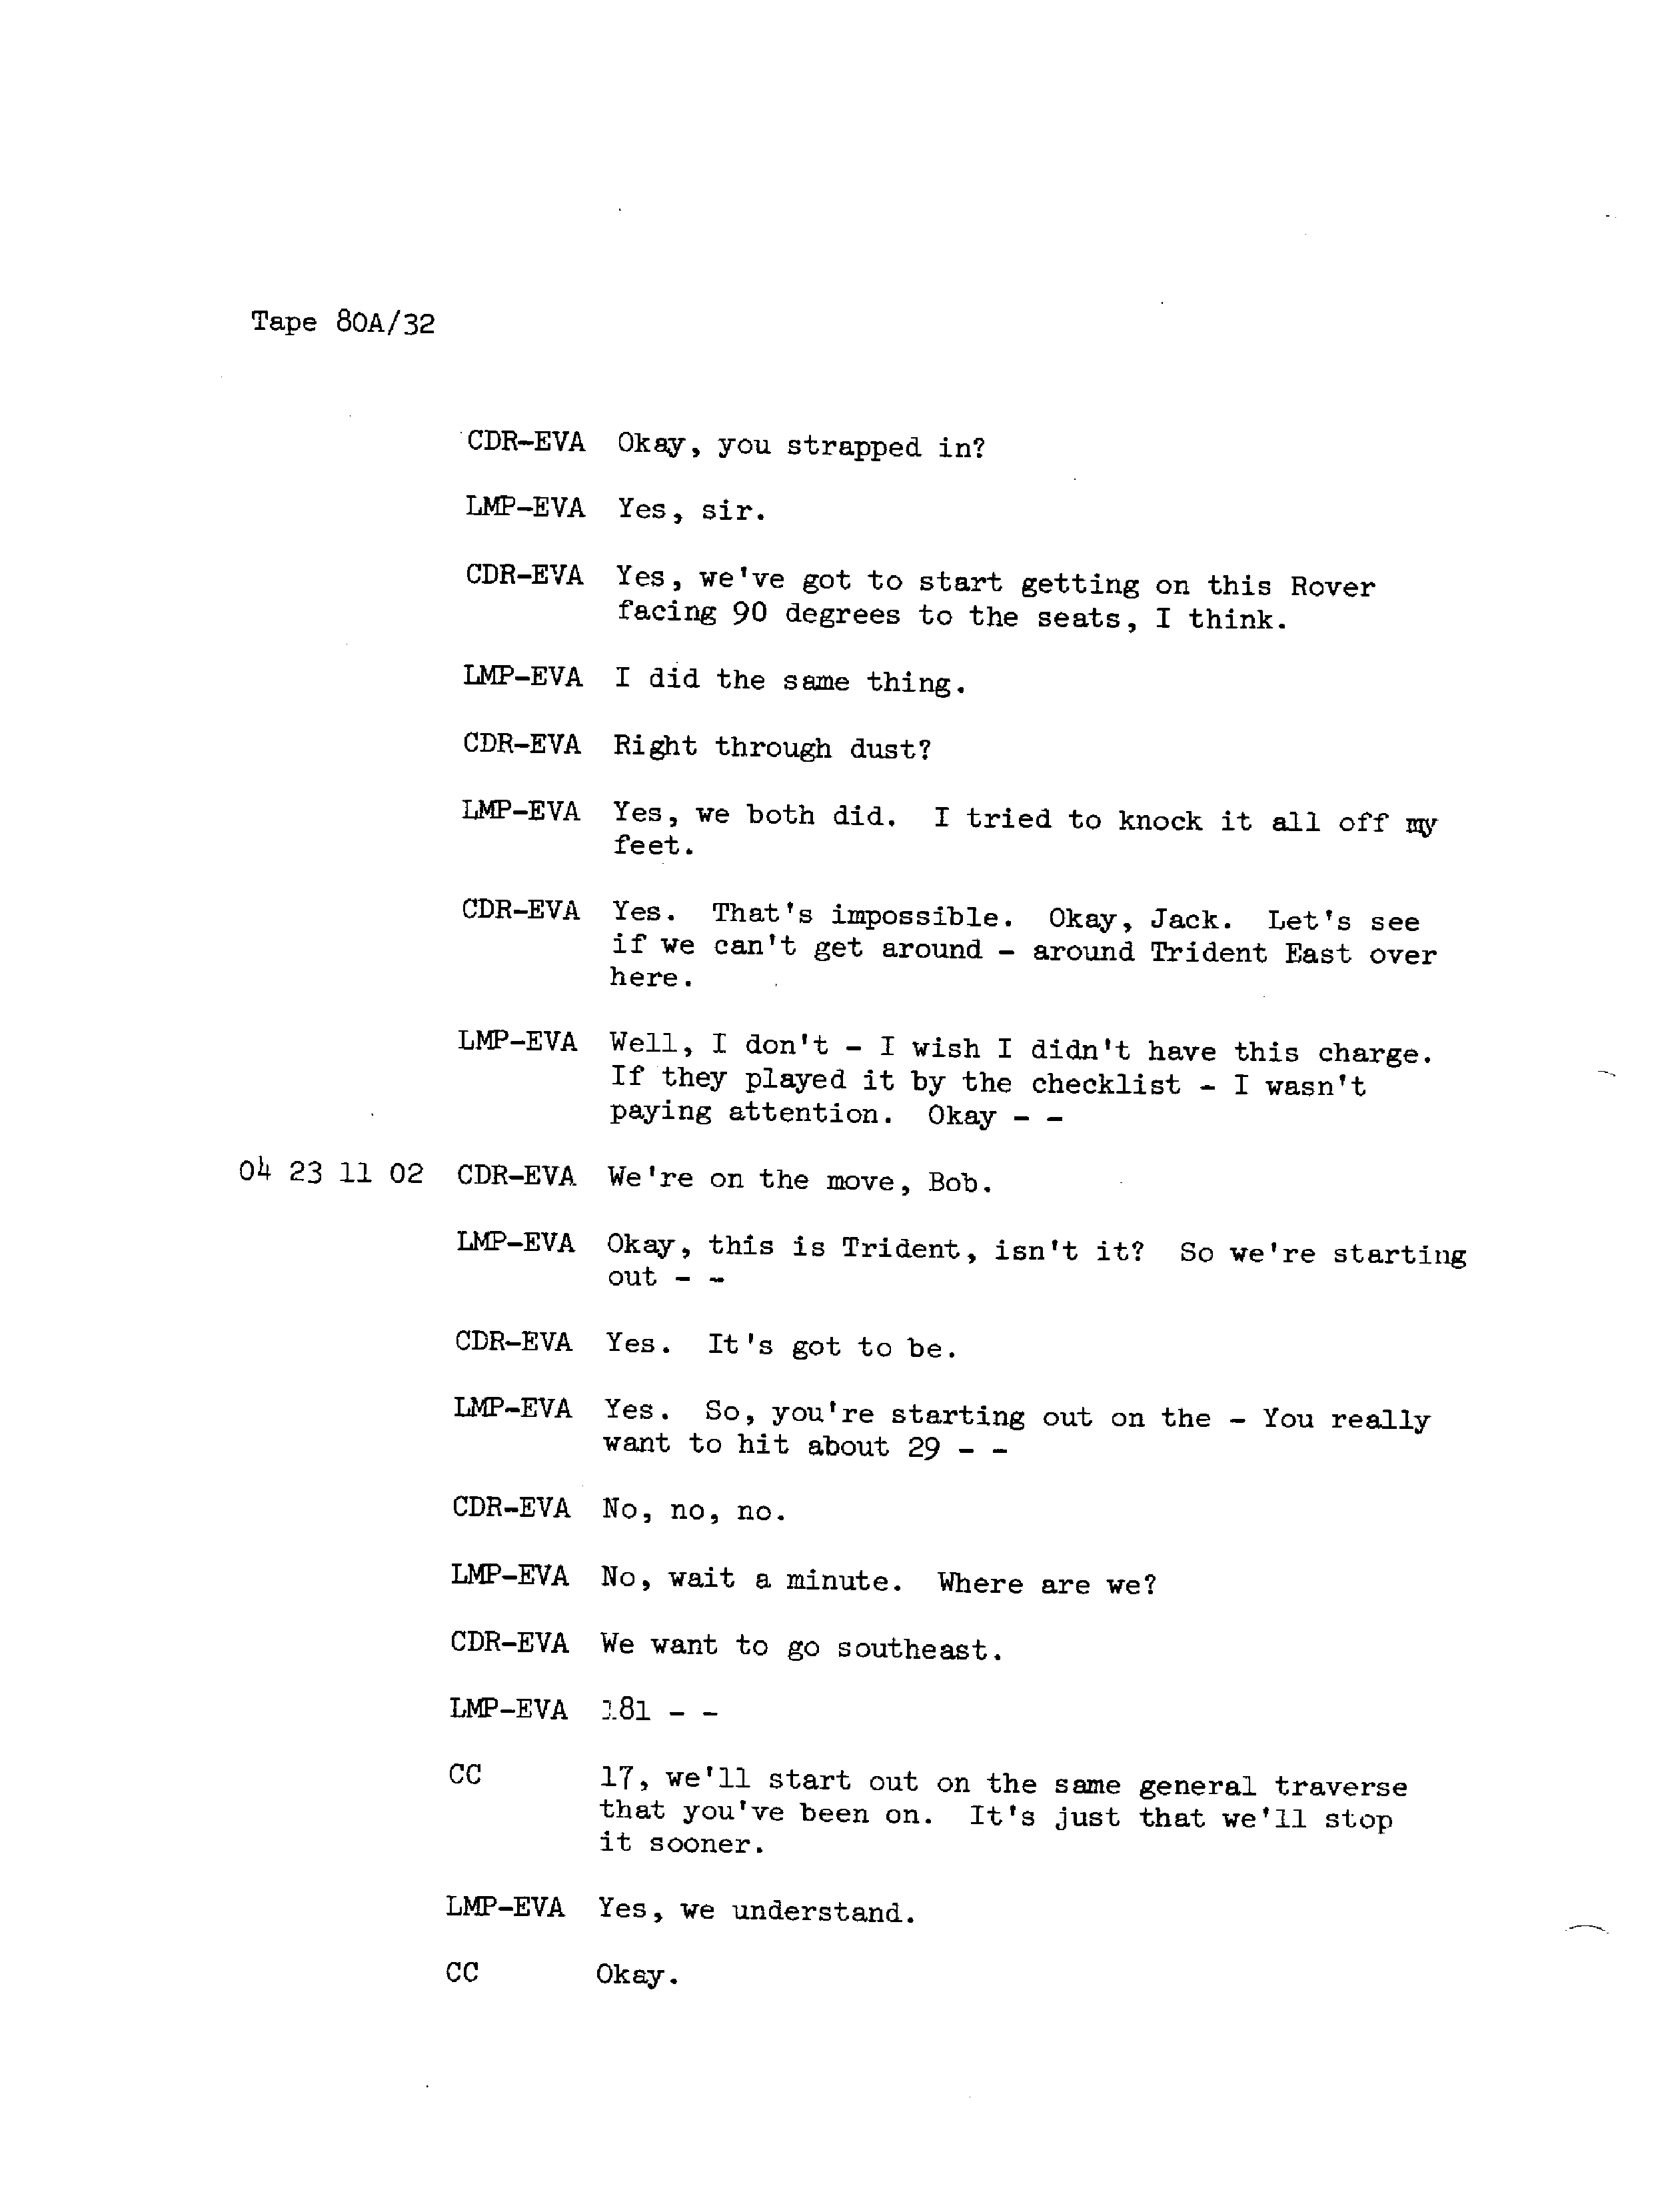 Tape 80A/32
CDR-EVA Okay, you strapped in?
LMP-EVA Yes, sir.
CDR-EVA Yes, we've got to start getting on this Rover
facing 90 degrees to the seats, I think.
LMP-EVA I did the same thing.
CDR-EVA Right through dust?
LMP-EVA Yes, we both did. I tried to knock it all off my
feet.
CDR-EVA Yes. That's impossible. Okay, Jack. Let's see
if we can't get around - around Trident East over
here.
LMP-EVA Well, I don't - I wish I didn't have this charge.
If they played it by the checklist - I wasn't
paying attention. Okay - -
04 23 11 02 CDR-EVA We're on the move, Bob.
LMP-EVA Okay, this is Trident, isn't it? So we're starting
out - -
CDR-EVA Yes. It's got to be.
LMP-EVA Yes. So, you're starting out on the - You really
want to hit about 29 - -
CDR-EVA No, no, no.
LMP-EVA No, wait a minute. Where are we?
CDR-EVA We want to go southeast.
LMP-EVA 181 - -
CC 17, we'll start out on the same general traverse
that you've been on. It's just that we'll stop
it sooner.
LMP-EVA Yes, we understand.
CC Okay.